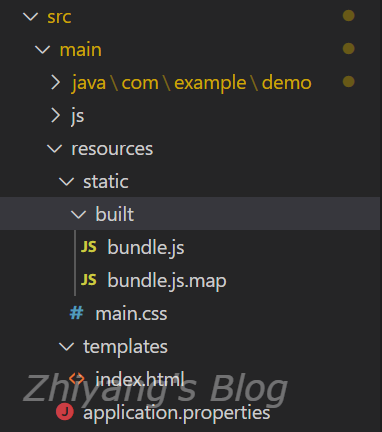 src
main
java\com\example\demo
js
resources
static
built
JS bundle.js
JS bundle.js.map
# main.css
templates
<> index.html
Zhiyang's Blog
J application.properties